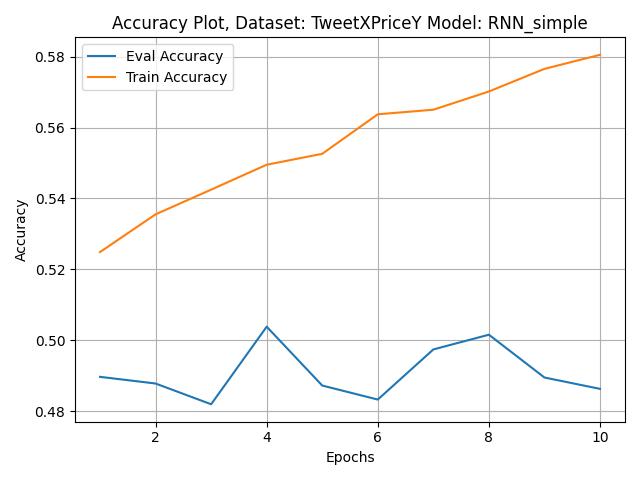 Accuracy Plot, Dataset: TweetXPriceY Model: RNN_simple
Eval Accuracy
Train Accuracy
0.58
0.56
0.54
0.52
0.50
0.48
Accuracy
2 4 6 8 10
Epochs